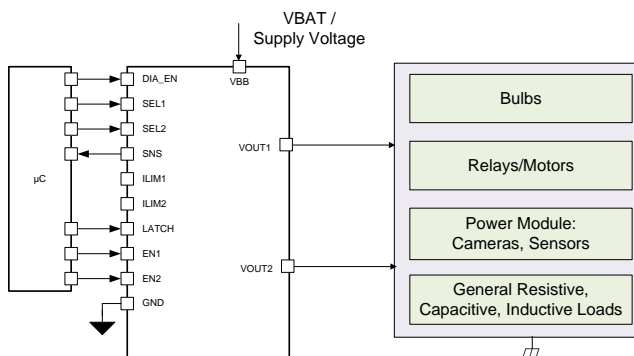 VBAT /
Supply Voltage
VBB
µC
DIA_EN
SEL1
SEL2
SNS
ILIM1
ILIM2
LATCH
EN1
EN2
GND
VOUT1
VOUT2
Bulbs
Relays/Motors
Power Module:
Cameras, Sensors
General Resistive,
Capacitive, Inductive Loads